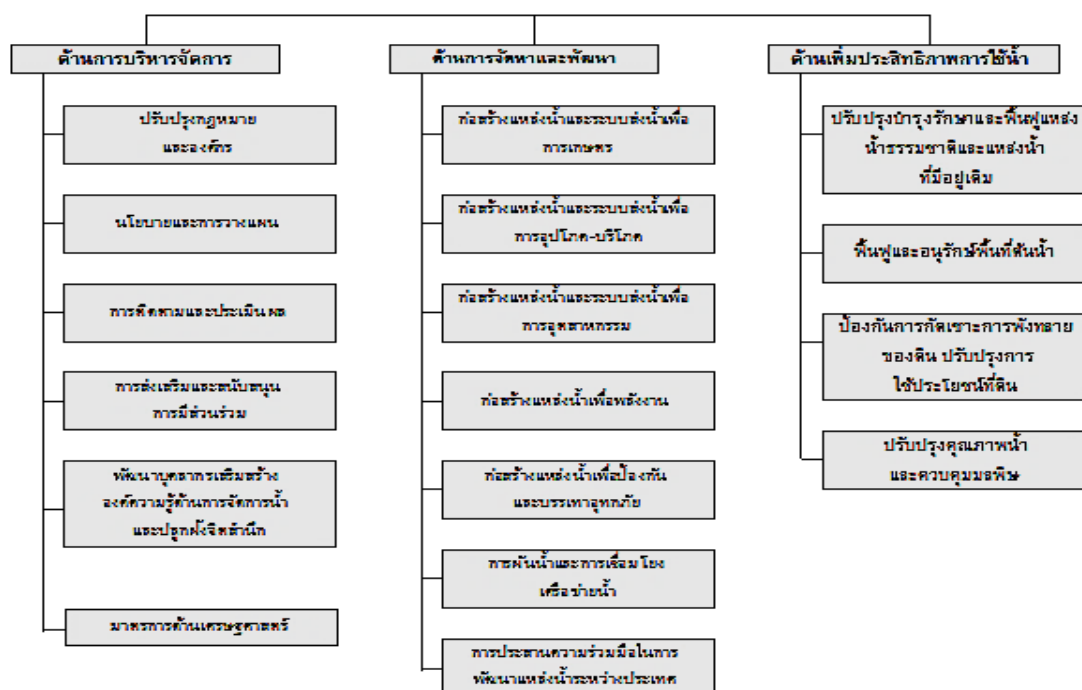 ด้านการบริหารจัดการ
ปรับปรุงกฎหมาย
และองค์กร
นโยบายและการวางแผน
การติดตามและประเมินผล
การส่งเสริมและสนับสนุน
การมีส่วนร่วม
พัฒนาบุคลากรเสริมสร้าง
องค์ความรู้ด้านการจัดการน้ำ
และปลูกฝังจิตสำนึก
มาตรการด้านเศรษฐศาสตร์
ด้านการจัดหาและพัฒนา
ก่อสร้างแหล่งน้ำและระบบส่งน้ำเพื่อ
การเกษตร
ก่อสร้างแหล่งน้ำและระบบส่งน้ำเพื่อ
การอุปโภค-บริโภค
ก่อสร้างแหล่งน้ำและระบบส่งน้ำเพื่อ
การอุตสาหกรรม
ก่อสร้างแหล่งน้ำเพื่อพลังงาน
ก่อสร้างแหล่งน้ำเพื่อป้องกัน
และบรรเทาอุทกภัย
การผันน้ำและการเชื่อมโยง
เครือข่ายน้ำ
การประสานความร่วมมือในการ
พัฒนาแหล่งน้ำระหว่างประเทศ
ด้านเพิ่มประสิทธิภาพการใช้น้ำ
ปรับปรุงบำรุงรักษาและฟื้นฟูแหล่ง
น้ำธรรมชาติและแหล่งน้ำ
ที่มีอยู่เดิม
ฟื้นฟูและอนุรักษ์พื้นที่ต้นน้ำ
ป้องกันการกัดเซาะการพังทลาย
ของดิน ปรับปรุงการ
ใช้ประโยชน์ที่ดิน
ปรับปรุงคุณภาพน้ำ
และควบคุมมลพิษ